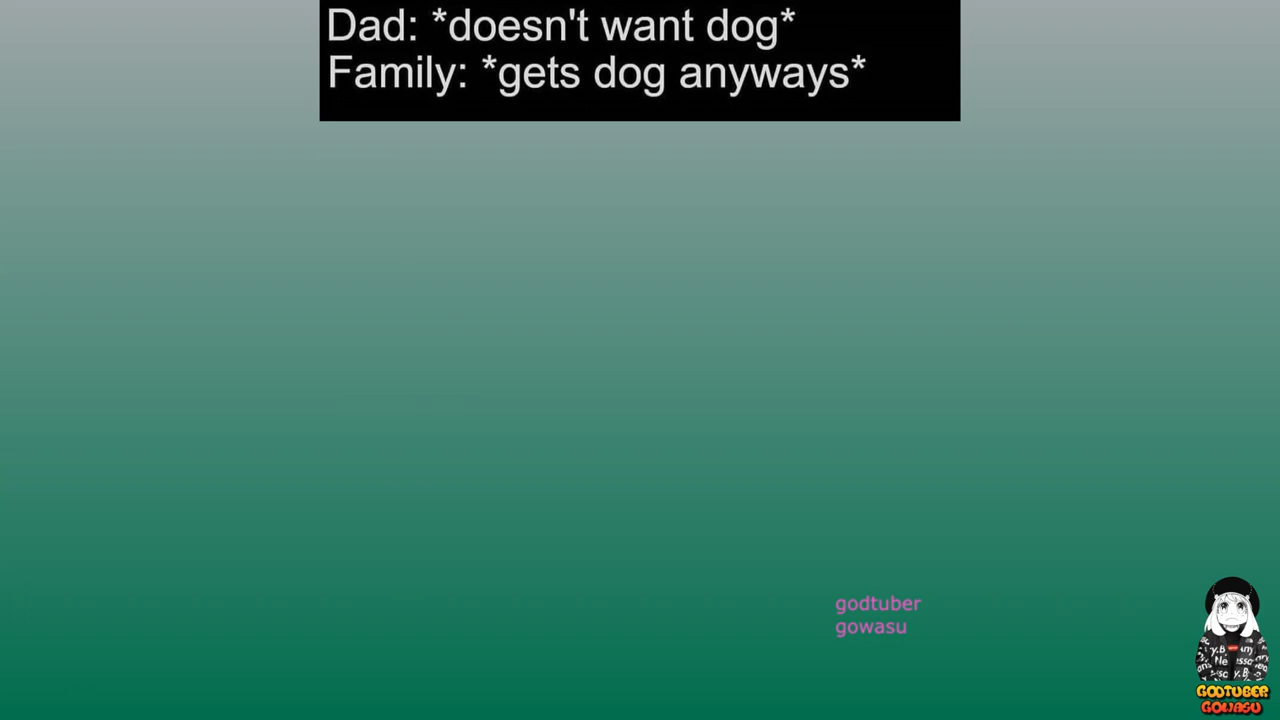 Dad: *doesn't want dog*
Family: *gets dog anyways*
godtuber
gowasu
GODTUBER
GOWASU